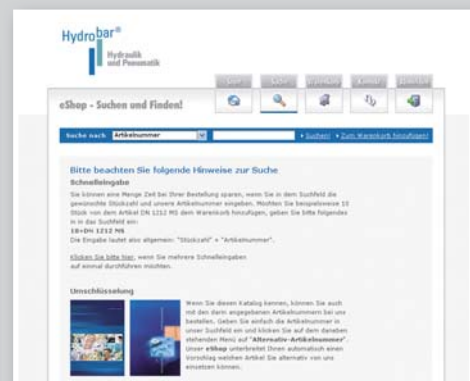 Hydrobar®
Hydraulik
und Pneumatik
Start Suche Warenkorb
eShop - Suchen und Finden!
Suche nach Artikelnummer Suchen! Zum Warenkorb hinzufügen!
Bitte beachten Sie folgende Hinweise zur Suche
Schnelleingabe
Sie können eine Menge Zeit bei Ihrer Bestellung sparen, wenn Sie in dem Suchfeld die
gewünschte Stückzahl und unsere Artikelnummer eingeben. Möchten Sie beispielsweise 10
Stück von dem Artikel DN 1212 MS dem Warenkorb hinzufügen, geben Sie bitte folgendes
in in das Suchfeld ein:
10+DN 1212 MS
Die Eingabe lautet also allgemein: "Stückzahl" + "Artikelnummer".
Klicken Sie bitte hier, wenn Sie mehrere Schnelleingaben
auf einmal durchführen möchten.
Umschlüsselung
Wenn Sie diesen Katalog kennen, können Sie auch
mit den darin angegebenen Artikelnummern bei uns
bestellen. Geben Sie einfach die Artikelnummer in
unser Suchfeld ein und klicken Sie auf dem daneben
stehenden Menü auf "Alternativ-Artikelnummer".
Unser eShop unterbreitet Ihnen automatisch einen
Vorschlag welchen Artikel Sie alternativ von uns
einsetzen können.